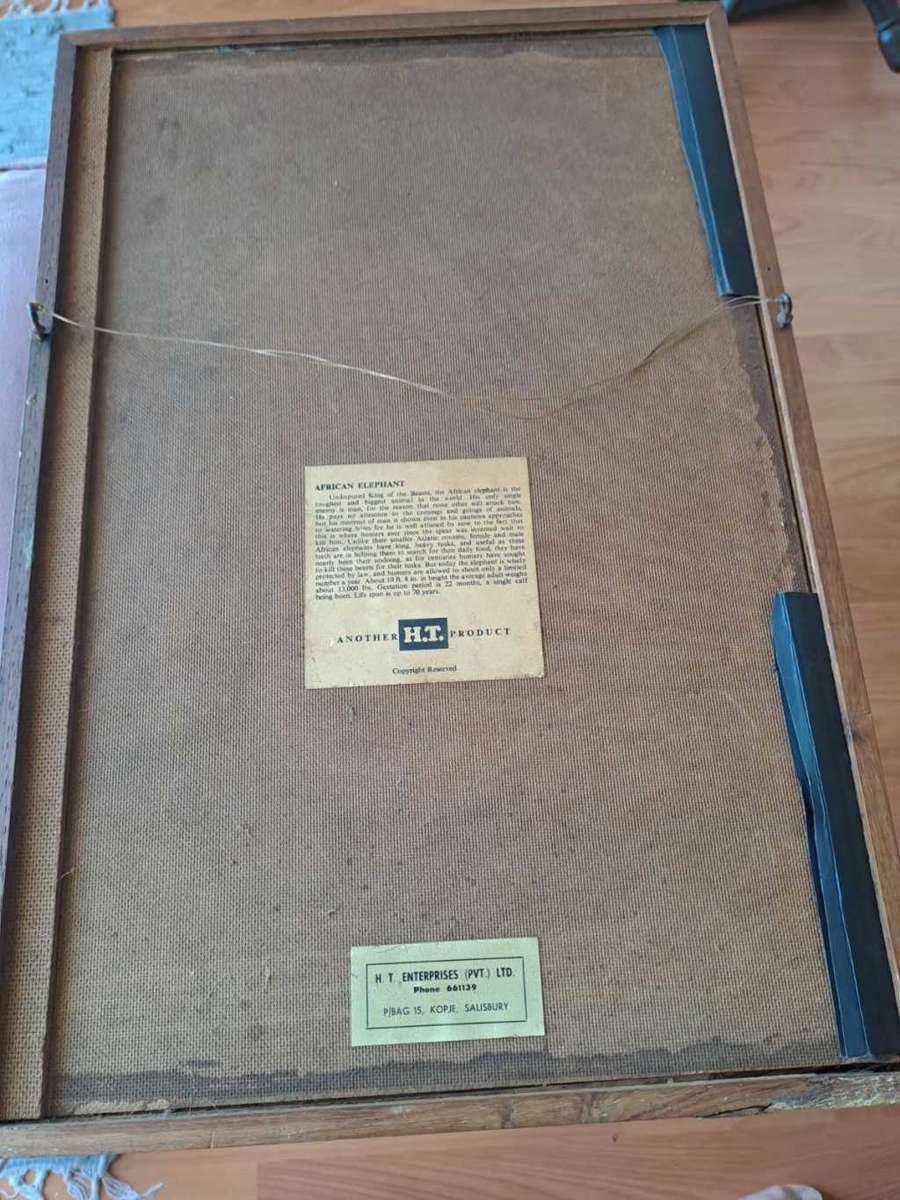 AFRICAN ELEPHANT
Undisputed King of the Beasts, the African elephant is the
toughest and biggest animal in the world. His only single
enemy is man, for the reason that none other will attack him.
He pays no attention to the comings and goings of animals,
but his mistrust of man is shown even in his cautious approaches
to watering holes for he is well attuned by now to the fact that
this is where hunters ever since the spear was invented wait to
kill him. Unlike their smaller Asiatic cousins, female and male
African elephants have long, heavy tusks, and useful as these
teeth are in helping them to search for their daily food, they have
nearly been their undoing, as for centuries hunters have sought
to kill these beasts for their tusks. But today the elephant is wisely
protected by law, and hunters are allowed to shoot only a limited
number a year. About 10 ft. 8 in. in height the average adult weighs
about 13,000 lbs. Gestation period is 22 months, a single calf
being born. Life span is up to 70 years.
ANOTHER H.T. PRODUCT
Copyright Reserved
H. T. ENTERPRISES (PVT.) LTD.
Phone 661139
P/BAG 15, KOPJE, SALISBURY